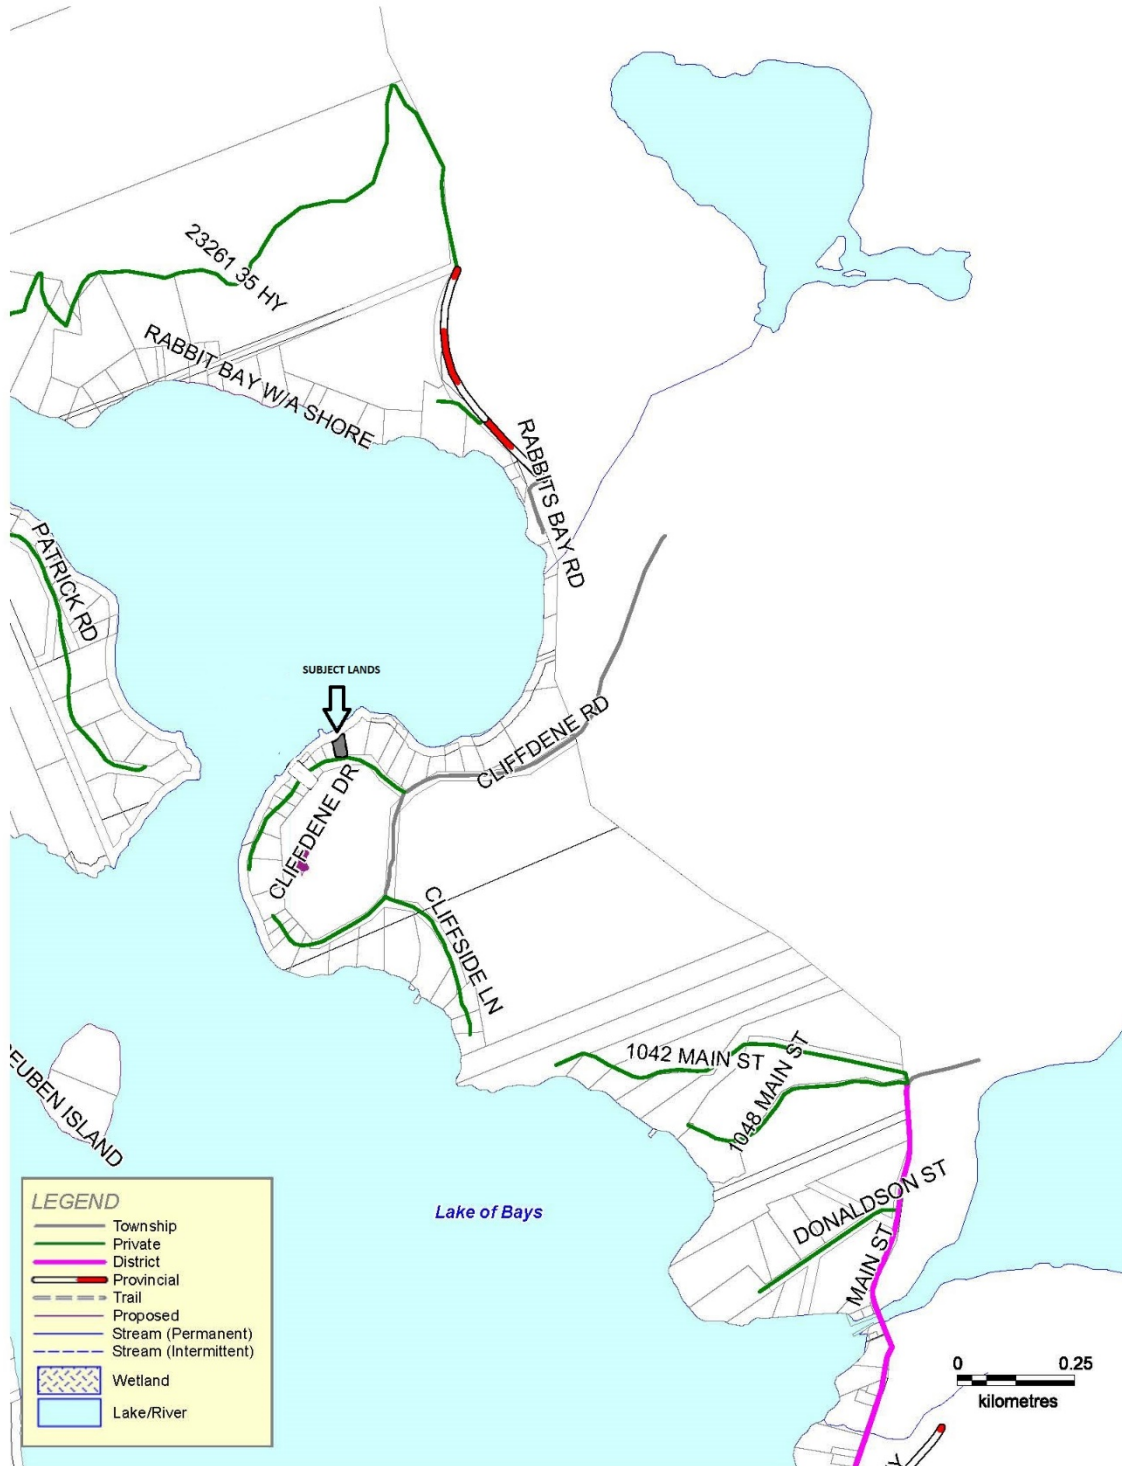 23261 35 HY
RABBIT BAY W/A SHORE
RABBITS BAY RD
PATRICK RD
SUBJECT LANDS
CLIFFDENE RD
CLIFFDENE DR
CLIFFSIDE LN
1042 MAIN ST
1048 MAIN ST
EUBEN ISLAND
DONALDSON ST
Lake of Bays
MAIN ST
LEGEND
Township
Private
District
Provincial
Trail
Proposed
Stream (Permanent)
Stream (Intermittent)
Wetland
Lake/River
0 0.25
kilometres
Y